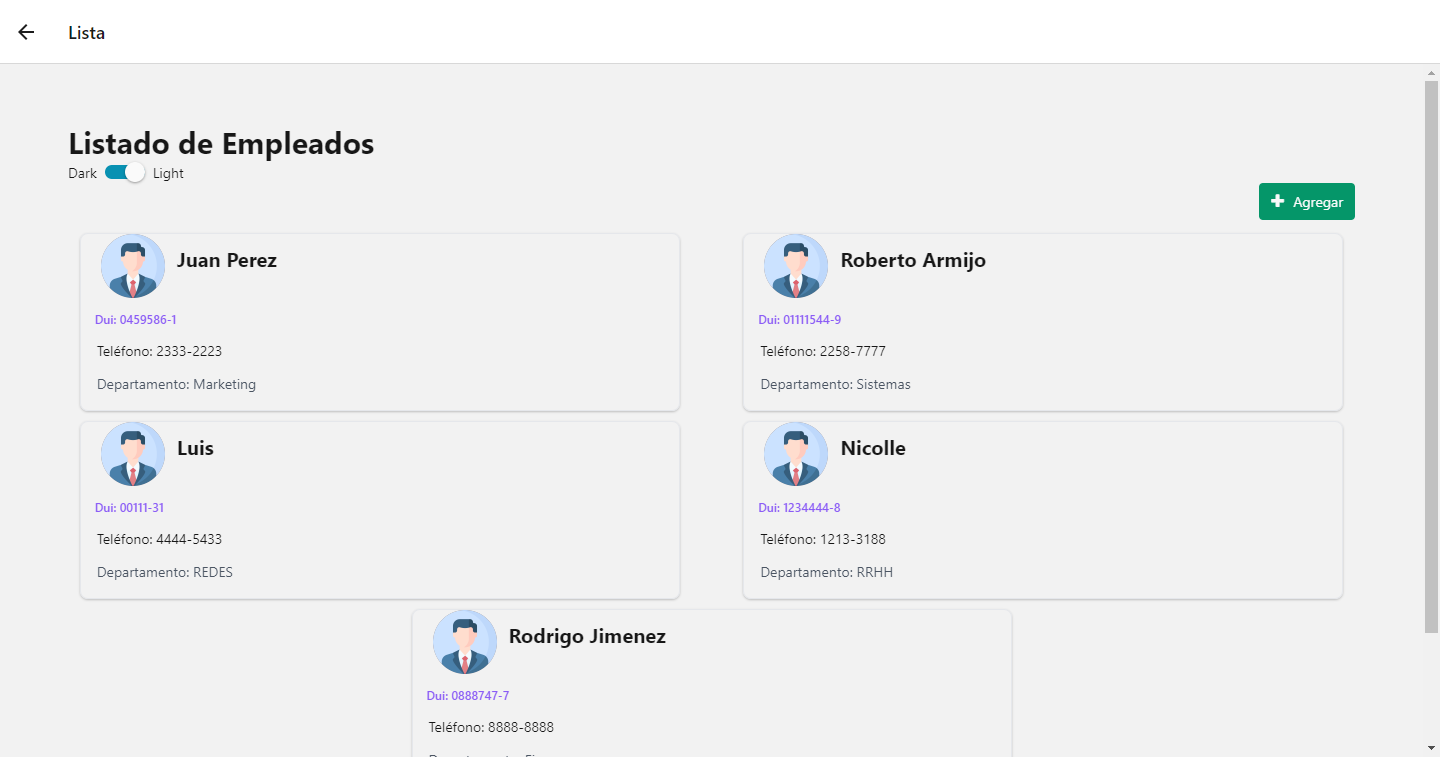 Lista
Listado de Empleados
Dark Light
Agregar
Juan Perez
Dui: 0459586-1
Teléfono: 2333-2223
Departamento: Marketing
Roberto Armijo
Dui: 01111544-9
Teléfono: 2258-7777
Departamento: Sistemas
Luis
Dui: 00111-31
Teléfono: 4444-5433
Departamento: REDES
Nicolle
Dui: 1234444-8
Teléfono: 1213-3188
Departamento: RRHH
Rodrigo Jimenez
Dui: 0888747-7
Teléfono: 8888-8888